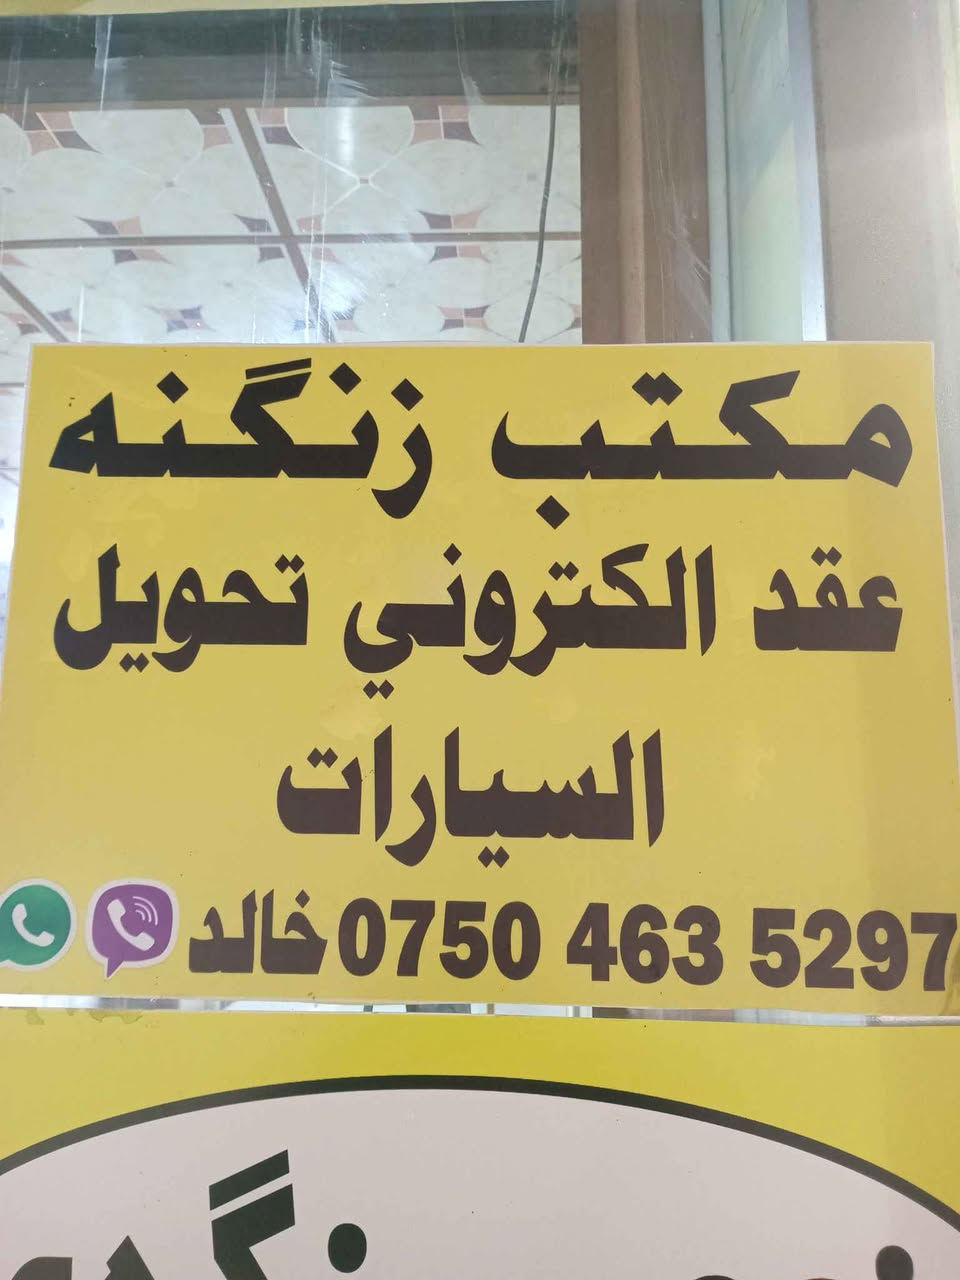 مكتب زنگنه
عقد الكتروني تحويل
السيارات
خالد 0750 463 5297